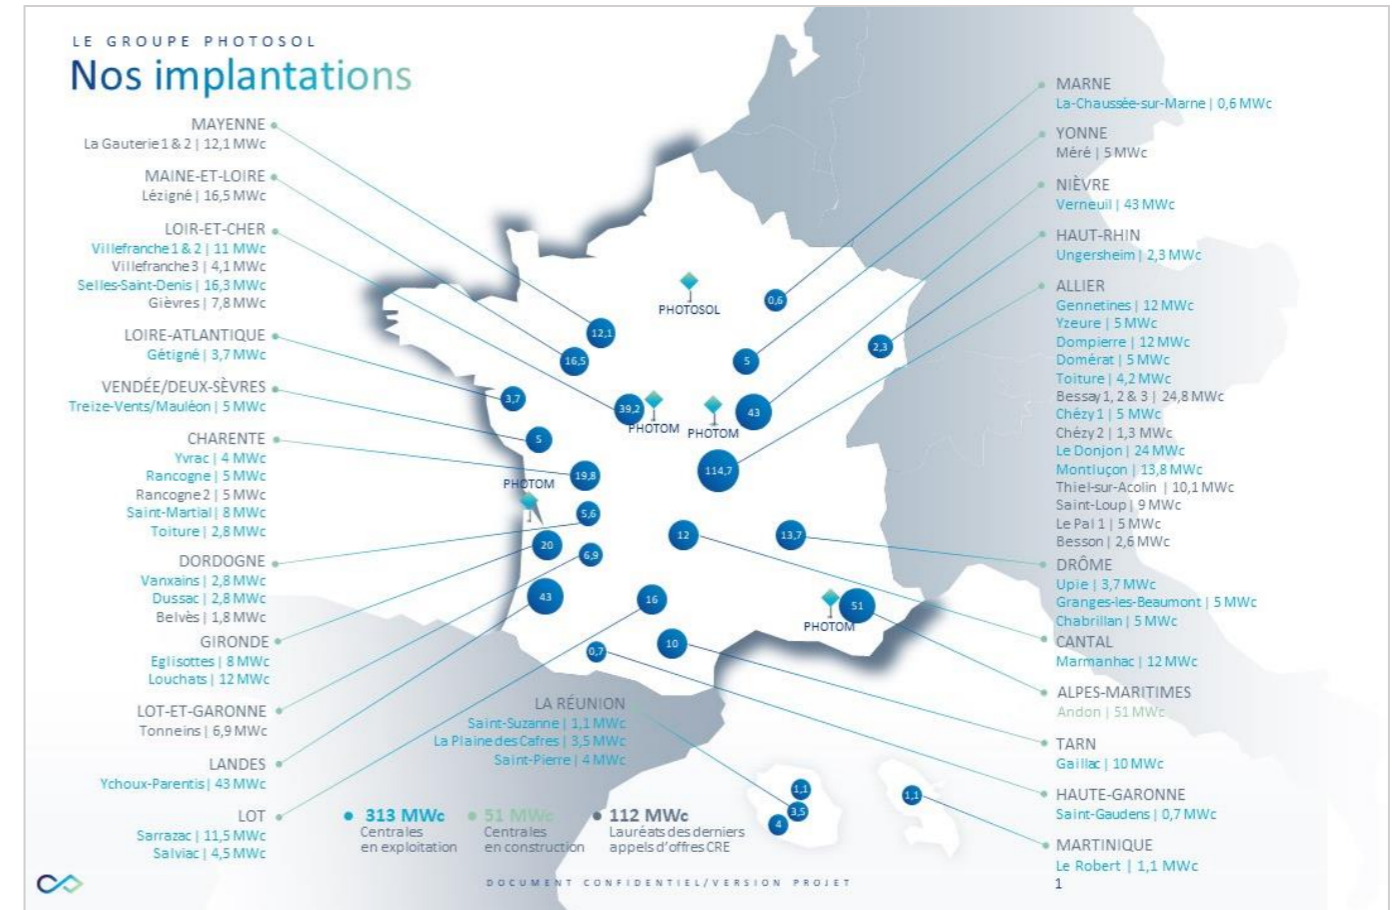 LE GROUPE PHOTOSOL
Nos implantations
MAYENNE
La Gauterie 1 & 2 | 12,1 MWc
MAINE-ET-LOIRE
Lézigné | 16,5 MWc
LOIR-ET-CHER
Villefranche 1 & 2 | 11 MWc
Villefranche 3 | 4,1 MWc
Selles-Saint-Denis | 16,3 MWc
Gièvres | 7,8 MWc
LOIRE-ATLANTIQUE
Gétigné | 3,7 MWc
VENDÉE/DEUX-SÈVRES
Treize-Vents/Mauléon | 5 MWc
CHARENTE
Yvrac | 4 MWc
Rancogne | 5 MWc
Rancogne 2 | 5 MWc
Saint-Martial | 8 MWc
Toiture | 2,8 MWc
DORDOGNE
Vanxains | 2,8 MWc
Dussac | 2,8 MWc
Belvès | 1,8 MWc
GIRONDE
Eglisottes | 8 MWc
Louchats | 12 MWc
LOT-ET-GARONNE
Tonneins | 6,9 MWc
LANDES
Ychoux-Parentis | 43 MWc
LOT
Sarrazac | 11,5 MWc
Salviac | 4,5 MWc
PHOTOSOL
0,6
12,1
16,5
5
2,3
3,7
39,2
PHOTOM
PHOTOM
43
5
114,7
19,8
PHOTOM
5,6
20
6,9
12
13,7
43
16
51
PHOTOM
0,7
10
LA RÉUNION
Saint-Suzanne | 1,1 MWc
La Plaine des Cafres | 3,5 MWc
Saint-Pierre | 4 MWc
1,1
3,5
4
1,1
313 MWc
Centrales
en exploitation
51 MWc
Centrales
en construction
112 MWc
Lauréats des derniers
appels d'offres CRE
MARNE
La-Chaussée-sur-Marne | 0,6 MWc
YONNE
Méré | 5 MWc
NIÈVRE
Verneuil | 43 MWc
HAUT-RHIN
Ungersheim | 2,3 MWc
ALLIER
Gennetines | 12 MWc
Yzeure | 5 MWc
Dompierre | 12 MWc
Domérat | 5 MWc
Toiture | 4,2 MWc
Bessay 1, 2 & 3 | 24,8 MWc
Chézy 1 | 5 MWc
Chézy 2 | 1,3 MWc
Le Donjon | 24 MWc
Montluçon | 13,8 MWc
Thiel-sur-Acolin | 10,1 MWc
Saint-Loup | 9 MWc
Le Pal 1 | 5 MWc
Besson | 2,6 MWc
DRÔME
Upie | 3,7 MWc
Granges-les-Beaumont | 5 MWc
Chabrillan | 5 MWc
CANTAL
Marmanhac | 12 MWc
ALPES-MARITIMES
Andon | 51 MWc
TARN
Gaillac | 10 MWc
HAUTE-GARONNE
Saint-Gaudens | 0,7 MWc
MARTINIQUE
Le Robert | 1,1 MWc
DOCUMENT CONFIDENTIEL/VERSION PROJET
1